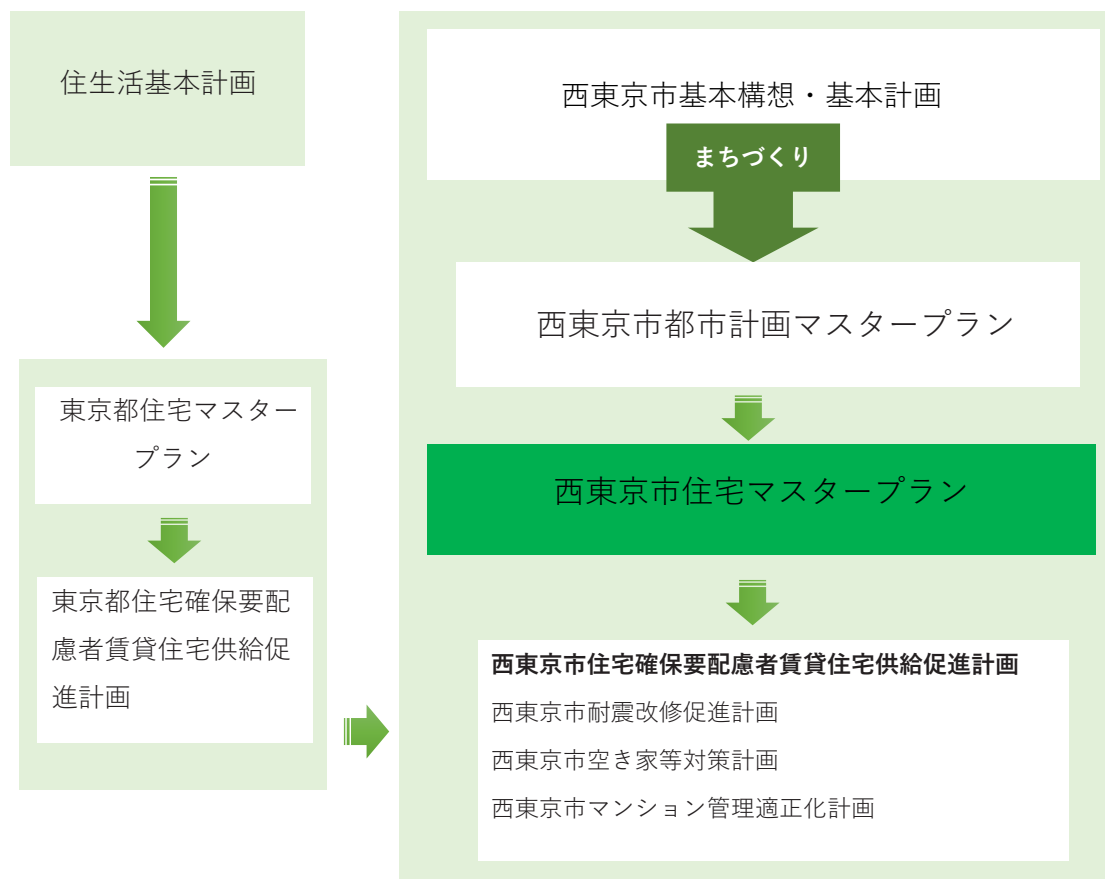 住生活基本計画
東京都住宅マスター
プラン
東京都住宅確保要配
慮者賃貸住宅供給促
進計画
西東京市基本構想・基本計画
まちづくり
西東京市都市計画マスタープラン
西東京市住宅マスタープラン
西東京市住宅確保要配慮者賃貸住宅供給促進計画
西東京市耐震改修促進計画
西東京市空き家等対策計画
西東京市マンション管理適正化計画